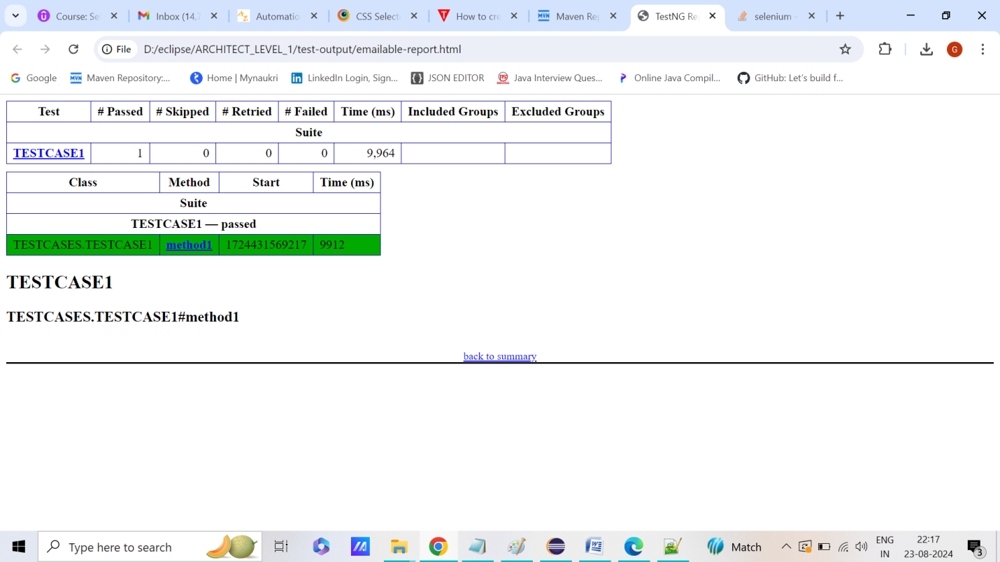 Course: Se
Inbox (14,7
Automatio
CSS Select
How to cre
Maven Rep
TestNG Re
selenium -
File
D:/eclipse/ARCHITECT_LEVEL_1/test-output/emailable-report.html
G
Google
Maven Repository:...
Home | Mynaukri
LinkedIn Login, Sign...
JSON EDITOR
Java Interview Ques...
Online Java Compil...
GitHub: Let's build f...
Test # Passed # Skipped # Retried # Failed Time (ms) Included Groups Excluded Groups
Suite
TESTCASE1 1 0 0 0 9,964
Class Method Start Time (ms)
Suite
TESTCASE1 — passed
TESTCASES.TESTCASE1 method1 1724431569217 9912
TESTCASE1
TESTCASES.TESTCASE1#method1
back to summary
Type here to search
Match
ENG
IN
22:17
23-08-2024
3